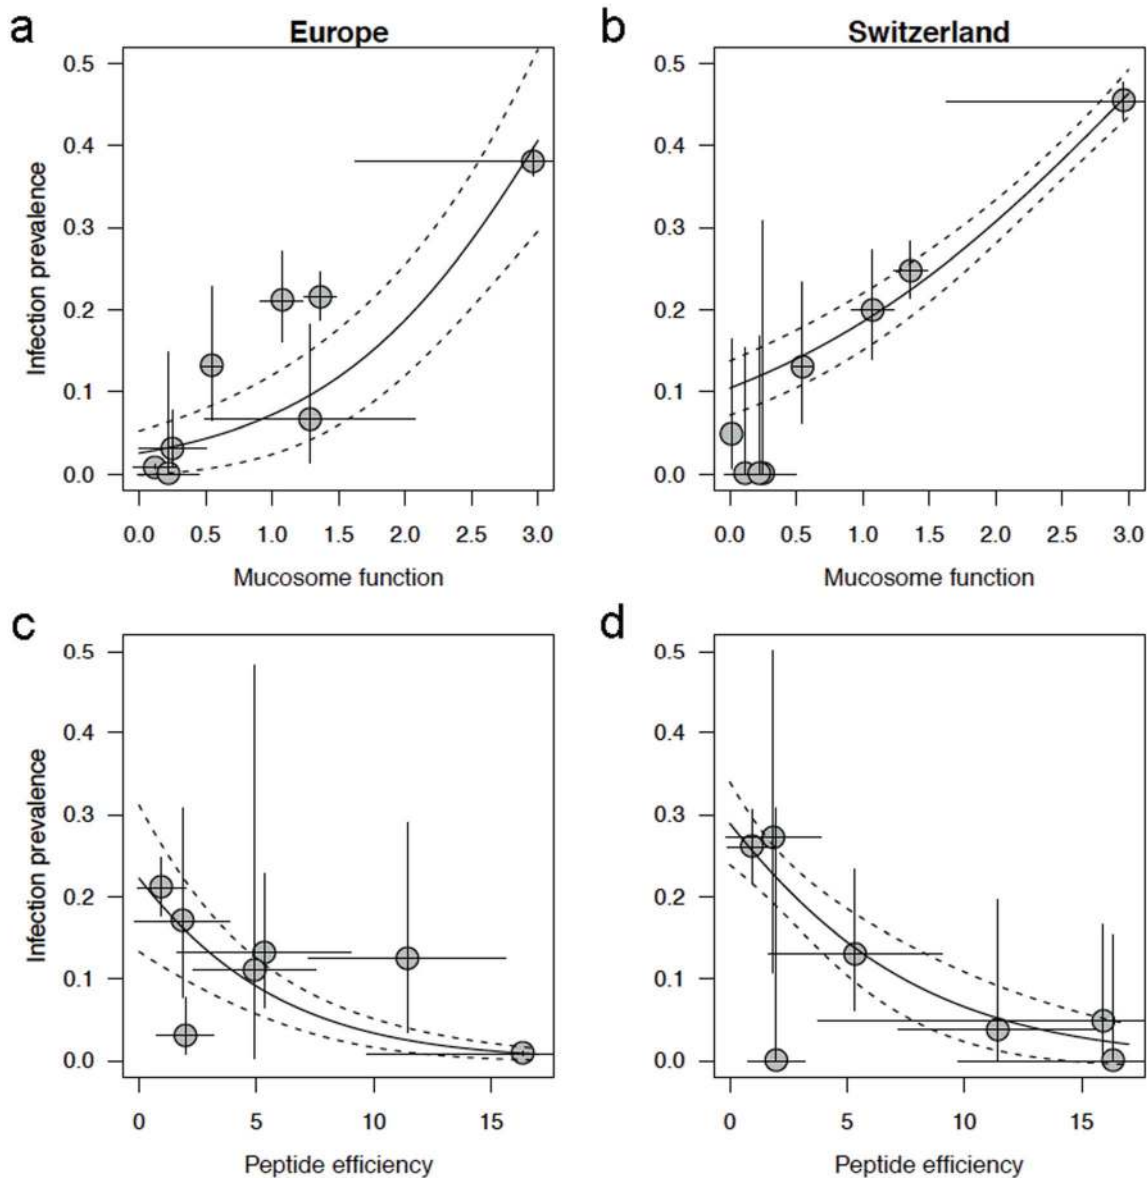 a Europe
b Switzerland
Infection prevalence
0.5
0.4
0.3
0.2
0.1
0.0
0.0 0.5 1.0 1.5 2.0 2.5 3.0
Mucosome function
0.5
0.4
0.3
0.2
0.1
0.0
0.0 0.5 1.0 1.5 2.0 2.5 3.0
Mucosome function
c
d
Infection prevalence
0.5
0.4
0.3
0.2
0.1
0.0
0 5 10 15
Peptide efficiency
0.5
0.4
0.3
0.2
0.1
0.0
0 5 10 15
Peptide efficiency